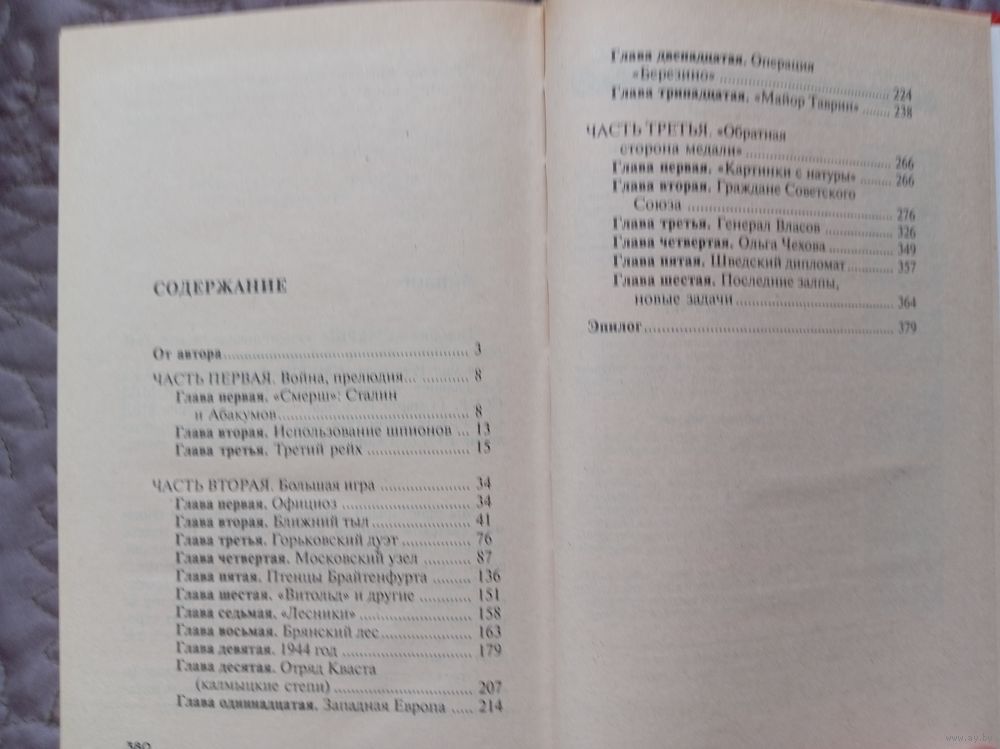 СОДЕРЖАНИЕ
От автора ........ 3
ЧАСТЬ ПЕРВАЯ. Война, прелюдия... ........ 8
Глава первая. «Смерш»: Сталин
и Абакумов ........ 8
Глава вторая. Использование шпионов ... 13
Глава третья. Третий рейх ........ 15
ЧАСТЬ ВТОРАЯ. Большая игра ........ 34
Глава первая. Официоз ........ 34
Глава вторая. Ближний тыл ........ 41
Глава третья. Горьковский дуэт ........ 76
Глава четвертая. Московский узел ........ 87
Глава пятая. Птенцы Брайтенфурта ........ 136
Глава шестая. «Витольд» и другие ........ 151
Глава седьмая. «Лесники» ........ 158
Глава восьмая. Брянский лес ........ 163
Глава девятая. 1944 год ........ 179
Глава десятая. Отряд Кваста
(калмыцкие степи) ........ 207
Глава одиннадцатая. Западная Европа ..... 214
380
Глава двенадцатая. Операция
«Березино» ........ 224
Глава тринадцатая. «Майор Таврин» ........ 238
ЧАСТЬ ТРЕТЬЯ. «Обратная
сторона медали» ........ 266
Глава первая. «Картинки с натуры» ........ 266
Глава вторая. Граждане Советского
Союза ........ 276
Глава третья. Генерал Власов ........ 326
Глава четвертая. Ольга Чехова ........ 349
Глава пятая. Шведский дипломат ........ 357
Глава шестая. Последние залпы,
новые задачи ........ 364
Эпилог ........ 379
www.ay.by